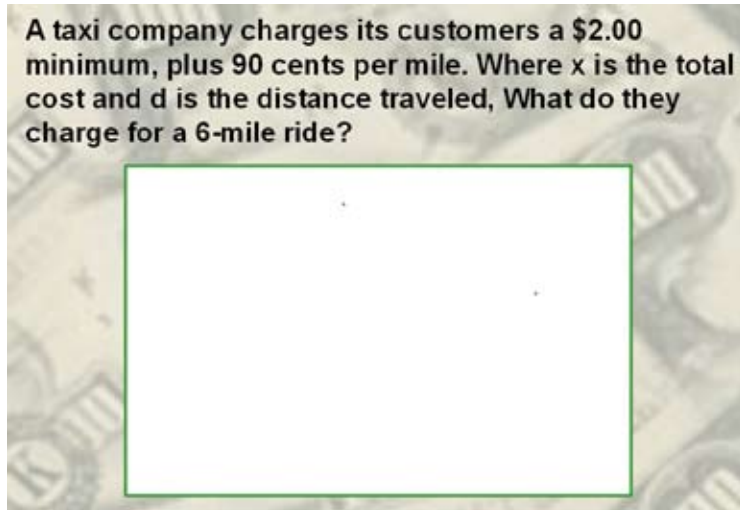 A taxi company charges its customers a $2.00
minimum, plus 90 cents per mile. Where x is the total
cost and d is the distance traveled, What do they
charge for a 6-mile ride?
K